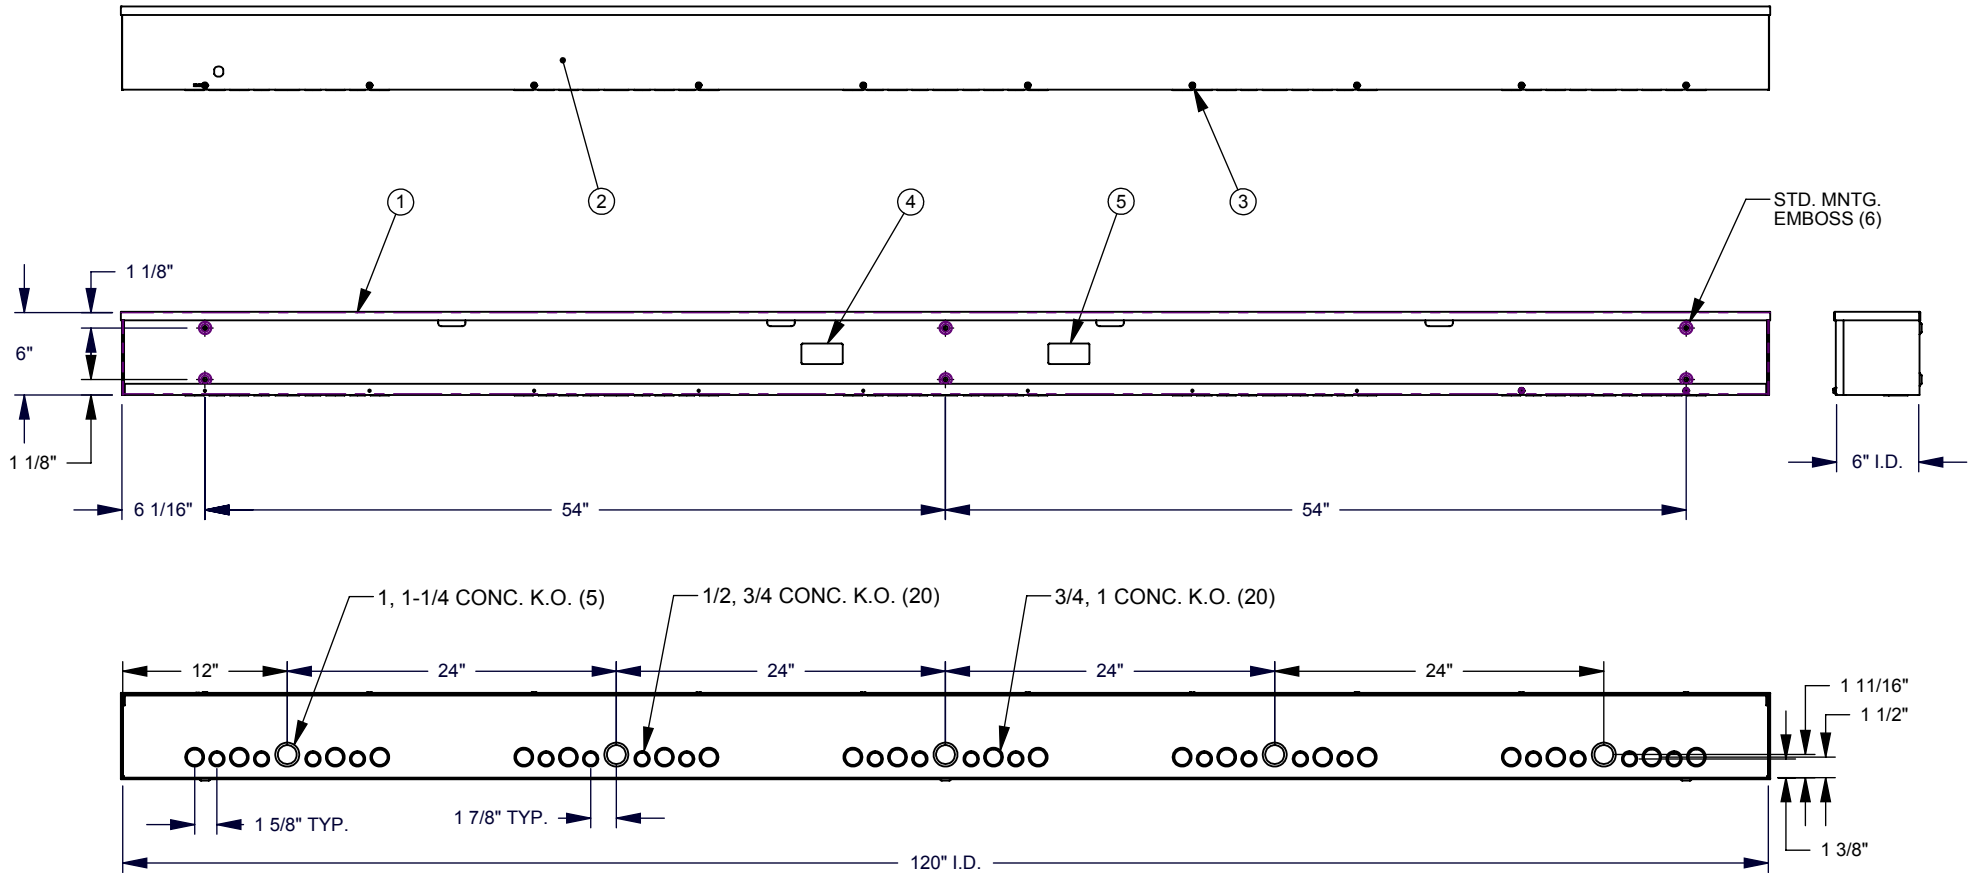 1
2
4
5
3
STD. MNTG.
EMBOSS (6)
1 1/8"
6"
1 1/8"
6" I.D.
6 1/16"
54"
54"
1, 1-1/4 CONC. K.O. (5)
1/2, 3/4 CONC. K.O. (20)
3/4, 1 CONC. K.O. (20)
12"
24"
24"
24"
24"
1 11/16"
1 1/2"
1 5/8" TYP.
1 7/8" TYP.
1 3/8"
120" I.D.